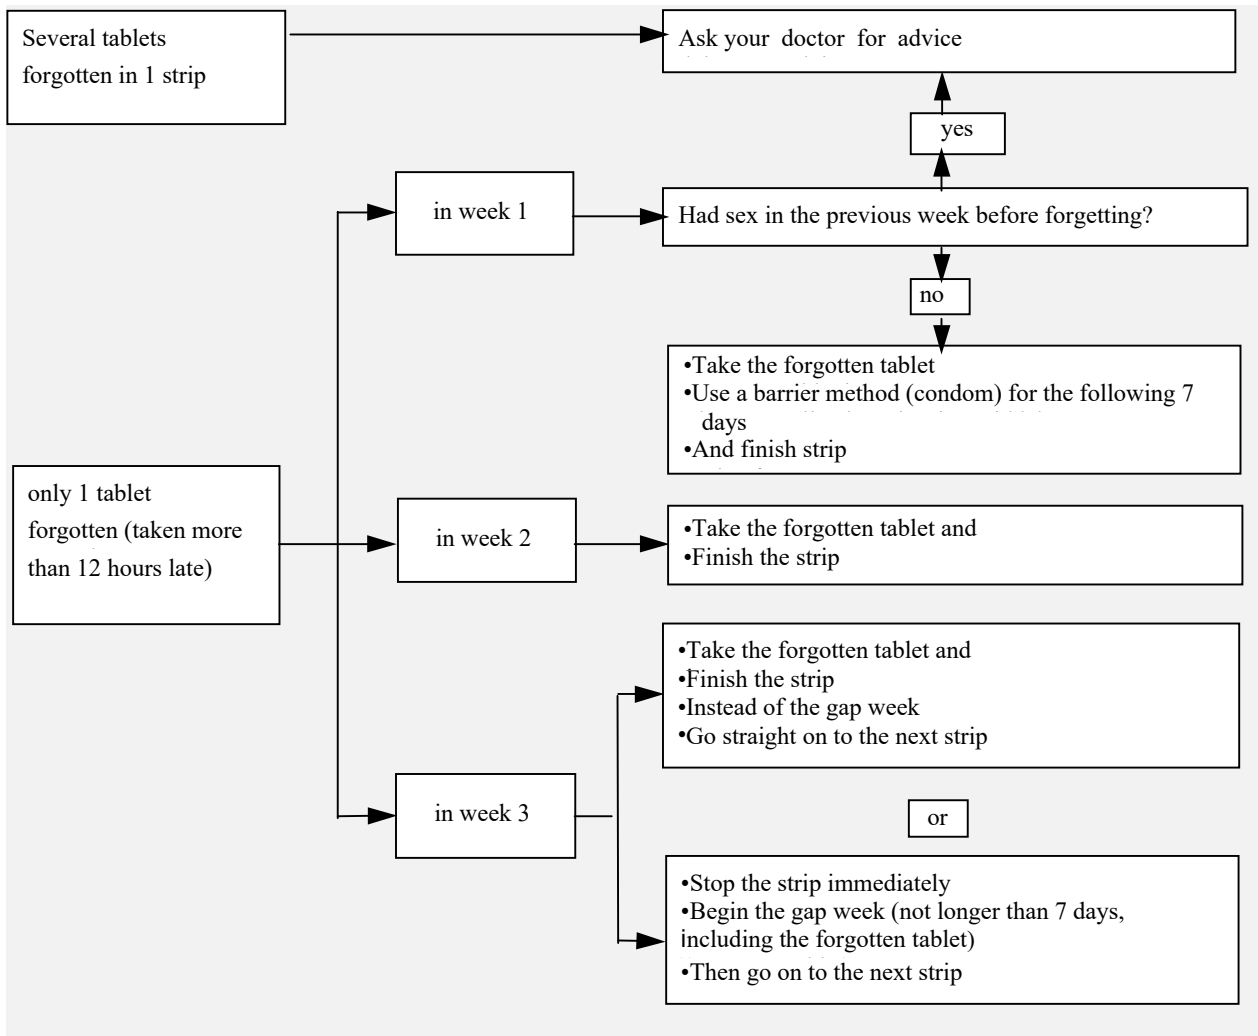 Several tablets
forgotten in 1 strip
Ask your doctor for advice
yes
in week 1
Had sex in the previous week before forgetting?
no
•Take the forgotten tablet
•Use a barrier method (condom) for the following 7
days
•And finish strip
only 1 tablet
forgotten (taken more
than 12 hours late)
in week 2
•Take the forgotten tablet and
•Finish the strip
•Take the forgotten tablet and
•Finish the strip
•Instead of the gap week
•Go straight on to the next strip
in week 3
or
•Stop the strip immediately
•Begin the gap week (not longer than 7 days,
including the forgotten tablet)
•Then go on to the next strip